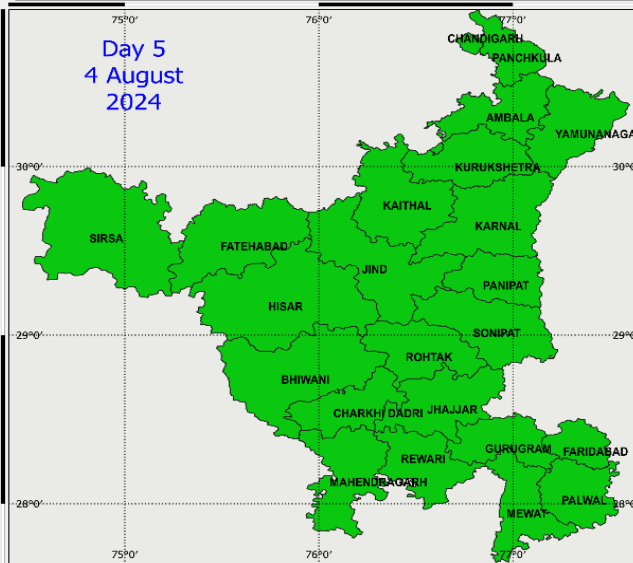 75°0'
76°0'
77°0'
Day 5
4 August
2024
CHANDIGARH
PANCHKULA
AMBALA
YAMUNANAGA
30°0'
30°0'
KURUKSHETRA
KAITHAL
KARNAL
SIRSA
FATEHABAD
JIND
PANIPAT
HISAR
29°0'
SONIPAT
29°0'
ROHTAK
BHIWANI
CHARKHI DADRI
JHAJJAR
GURUGRAM
FARIDABAD
REWARI
MAHENDRAGARH
28°0'
PALWAL
28°0'
MEWAT
75°0'
76°0'
77°0'